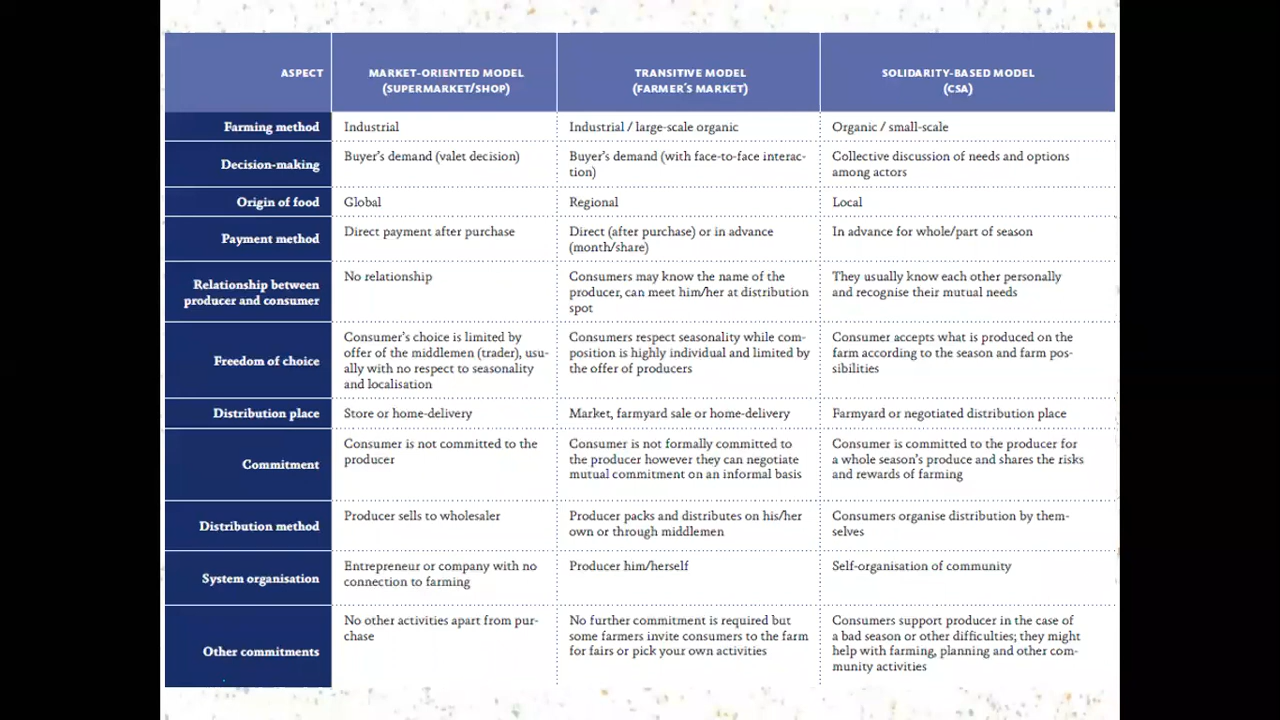 ASPECT
MARKET-ORIENTED MODEL
(SUPERMARKET/SHOP)
TRANSITIVE MODEL
(FARMER'S MARKET)
SOLIDARITY-BASED MODEL
(CSA)
Farming method
Industrial
Industrial / large-scale organic
Organic / small-scale
Decision-making
Buyer's demand (valet decision)
Buyer's demand (with face-to-face interac-
tion)
Collective discussion of needs and options
among actors
Origin of food
Global
Regional
Local
Payment method
Direct payment after purchase
Direct (after purchase) or in advance
(month/share)
In advance for whole/part of season
Relationship between
producer and consumer
No relationship
Consumers may know the name of the
producer, can meet him/her at distribution
spot
They usually know each other personally
and recognise their mutual needs
Freedom of choice
Consumer's choice is limited by
offer of the middlemen (trader), usu-
ally with no respect to seasonality
and localisation
Consumers respect seasonality while com-
position is highly individual and limited by
the offer of producers
Consumer accepts what is produced on the
farm according to the season and farm pos-
sibilities
Distribution place
Store or home-delivery
Market, farmyard sale or home-delivery
Farmyard or negotiated distribution place
Commitment
Consumer is not committed to the
producer
Consumer is not formally committed to
the producer however they can negotiate
mutual commitment on an informal basis
Consumer is committed to the producer for
a whole season's produce and shares the risks
and rewards of farming
Distribution method
Producer sells to wholesaler
Producer packs and distributes on his/her
own or through middlemen
Consumers organise distribution by them-
selves
System organisation
Entrepreneur or company with no
connection to farming
Producer him/herself
Self-organisation of community
Other commitments
No other activities apart from pur-
chase
No further commitment is required but
some farmers invite consumers to the farm
for fairs or pick your own activities
Consumers support producer in the case of
a bad season or other difficulties; they might
help with farming, planning and other com-
munity activities